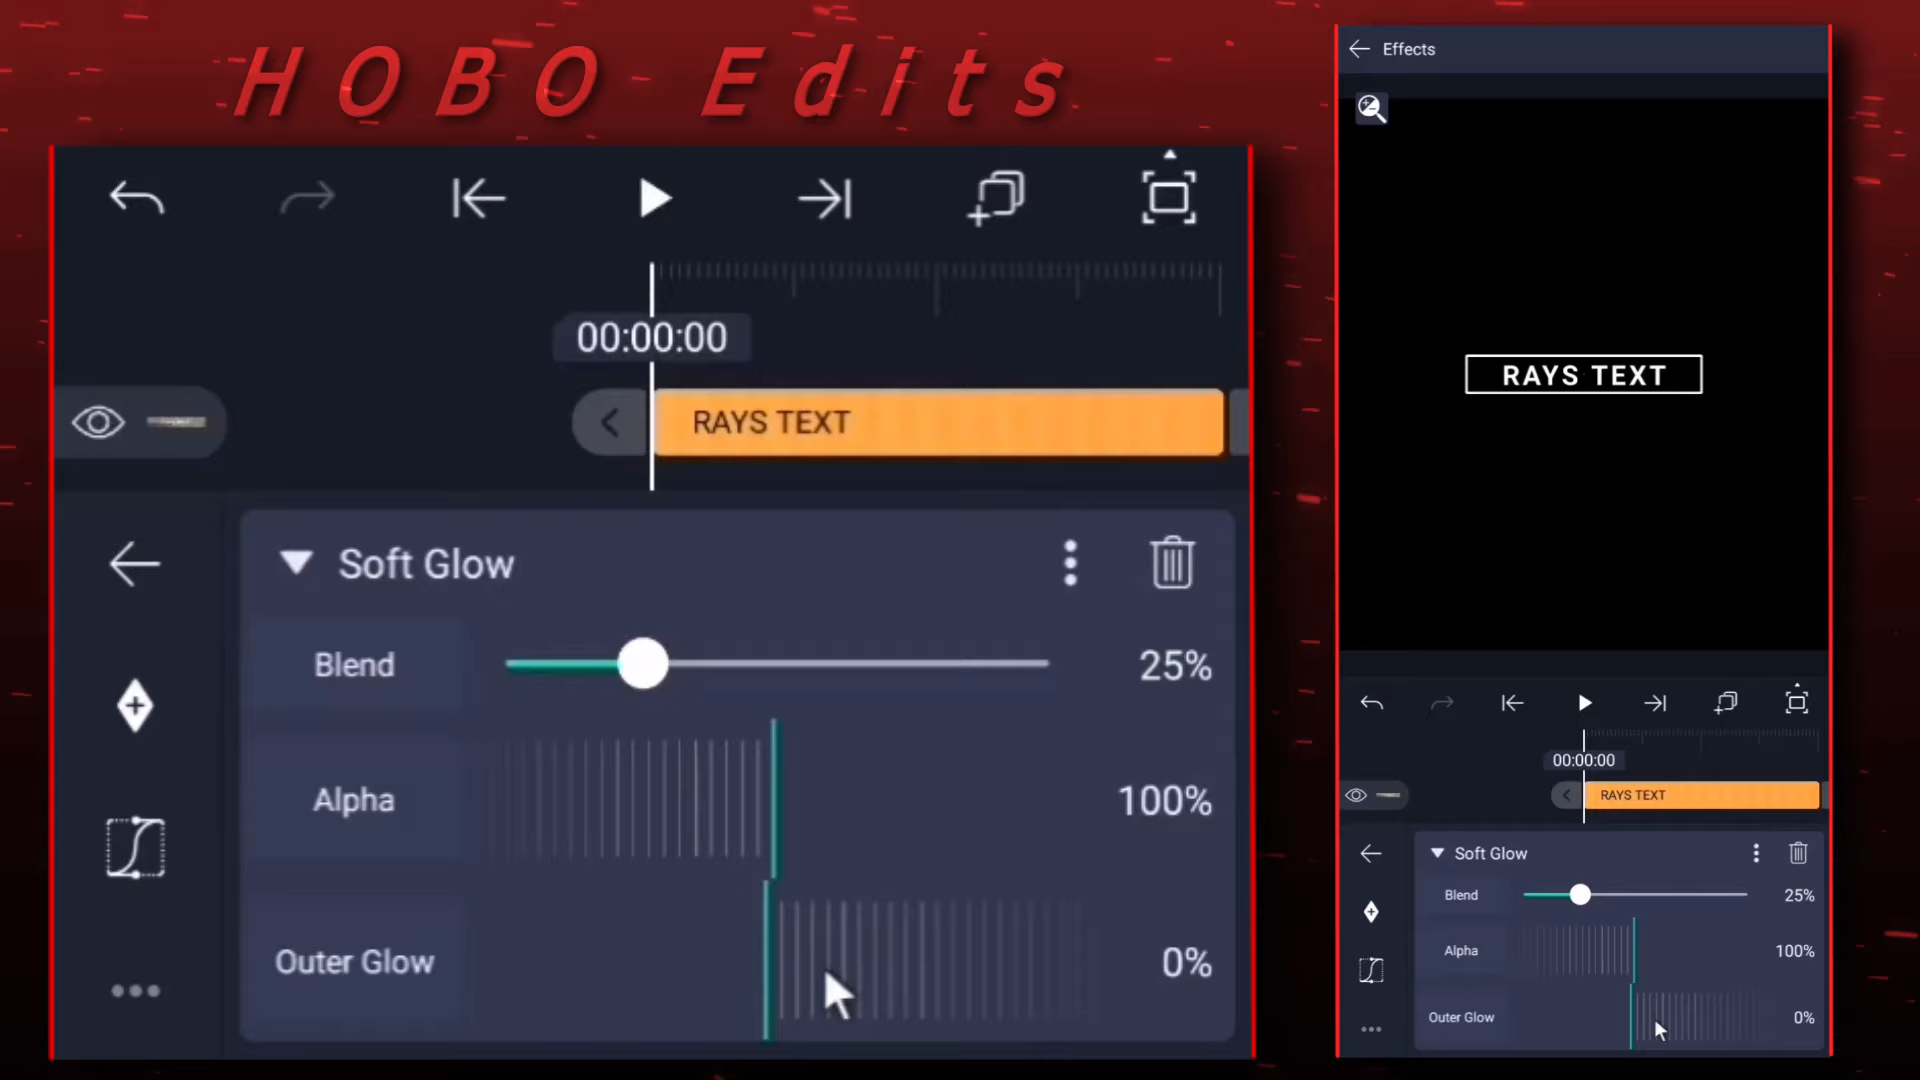 HOBO Edits
00:00:00
RAYS TEXT
Soft Glow
Blend 25%
Alpha 100%
Outer Glow 0%
Effects
RAYS TEXT
00:00:00
RAYS TEXT
Soft Glow
Blend 25%
Alpha 100%
Outer Glow 0%